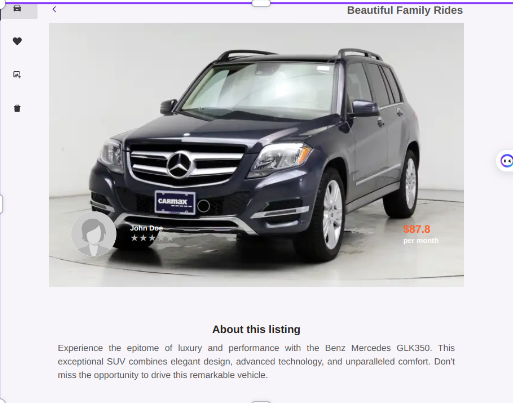 Beautiful Family Rides
CARMAX
John Doe
$87.8
per month
About this listing
Experience the epitome of luxury and performance with the Benz Mercedes GLK350. This
exceptional SUV combines elegant design, advanced technology, and unparalleled comfort. Don't
miss the opportunity to drive this remarkable vehicle.